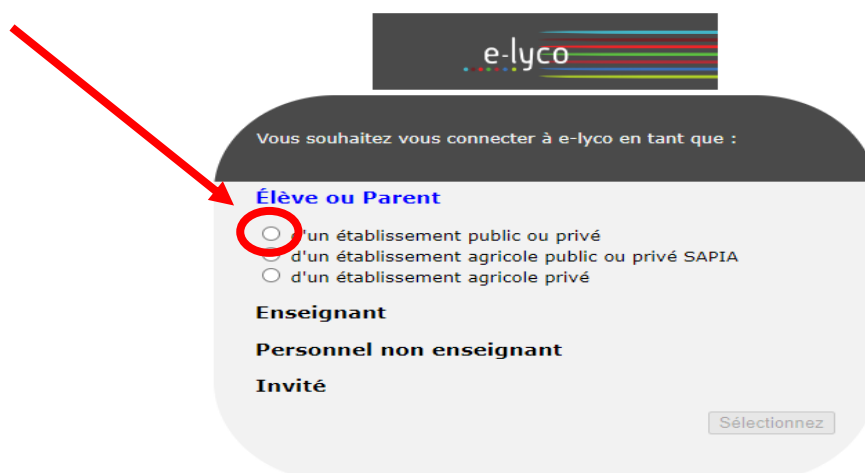 e-lyco
Vous souhaitez vous connecter à e-lyco en tant que :
Élève ou Parent
d'un établissement public ou privé
d'un établissement agricole public ou privé SAPIA
d'un établissement agricole privé
Enseignant
Personnel non enseignant
Invité
Sélectionnez